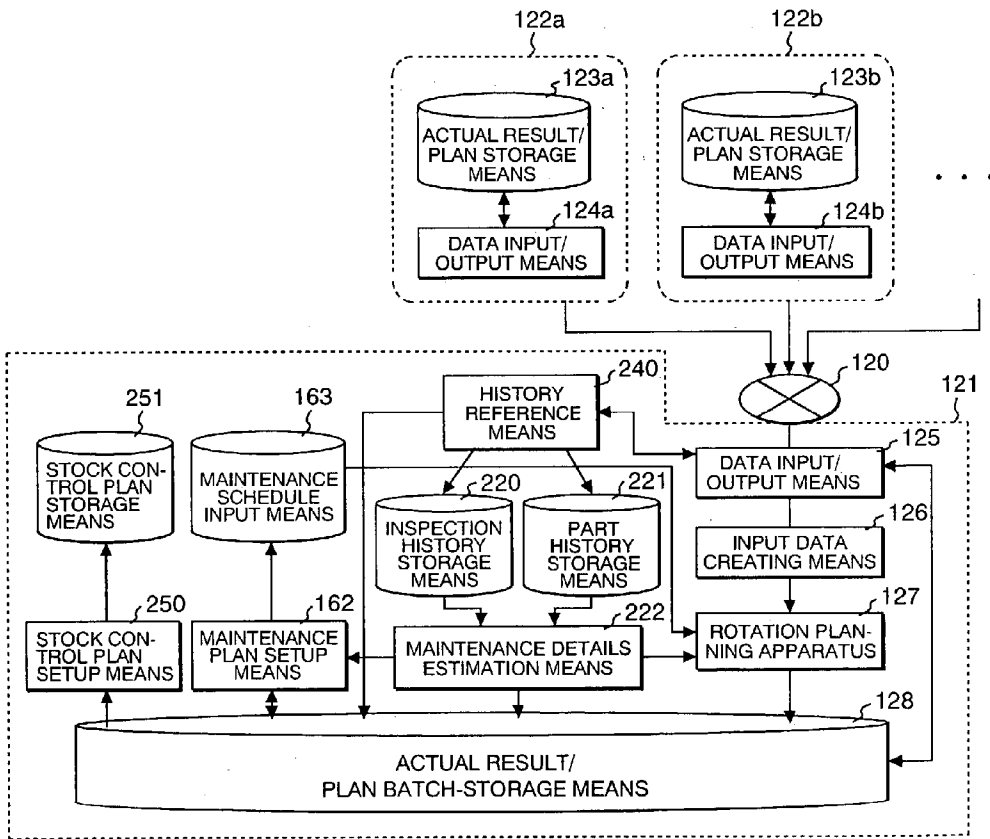 122a
122b
123a
ACTUAL RESULT/
PLAN STORAGE
MEANS
123b
ACTUAL RESULT/
PLAN STORAGE
MEANS
. . .
124a
DATA INPUT/
OUTPUT MEANS
124b
DATA INPUT/
OUTPUT MEANS
120
121
251
STOCK CON-
TROL PLAN
STORAGE
MEANS
163
MAINTENANCE
SCHEDULE
INPUT MEANS
240
HISTORY
REFERENCE
MEANS
125
DATA INPUT/
OUTPUT MEANS
220
INSPECTION
HISTORY
STORAGE
MEANS
221
PART
HISTORY
STORAGE
MEANS
126
INPUT DATA
CREATING MEANS
250
STOCK CON-
TROL PLAN
SETUP MEANS
162
MAINTENANCE
PLAN SETUP
MEANS
222
MAINTENANCE DETAILS
ESTIMATION MEANS
127
ROTATION PLAN-
NING APPARATUS
128
ACTUAL RESULT/
PLAN BATCH-STORAGE MEANS